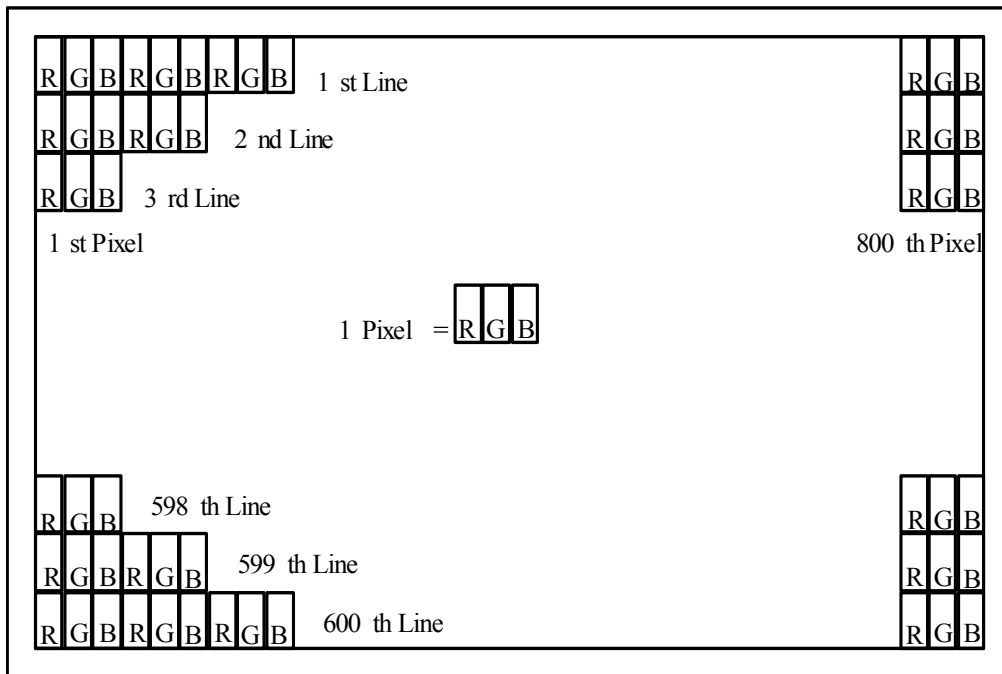 R G B R G B R G B 1 st Line R G B
R G B R G B 2 nd Line R G B
R G B 3 rd Line R G B
1 st Pixel 800 th Pixel
1 Pixel = R G B
R G B 598 th Line R G B
R G B R G B 599 th Line R G B
R G B R G B R G B 600 th Line R G B